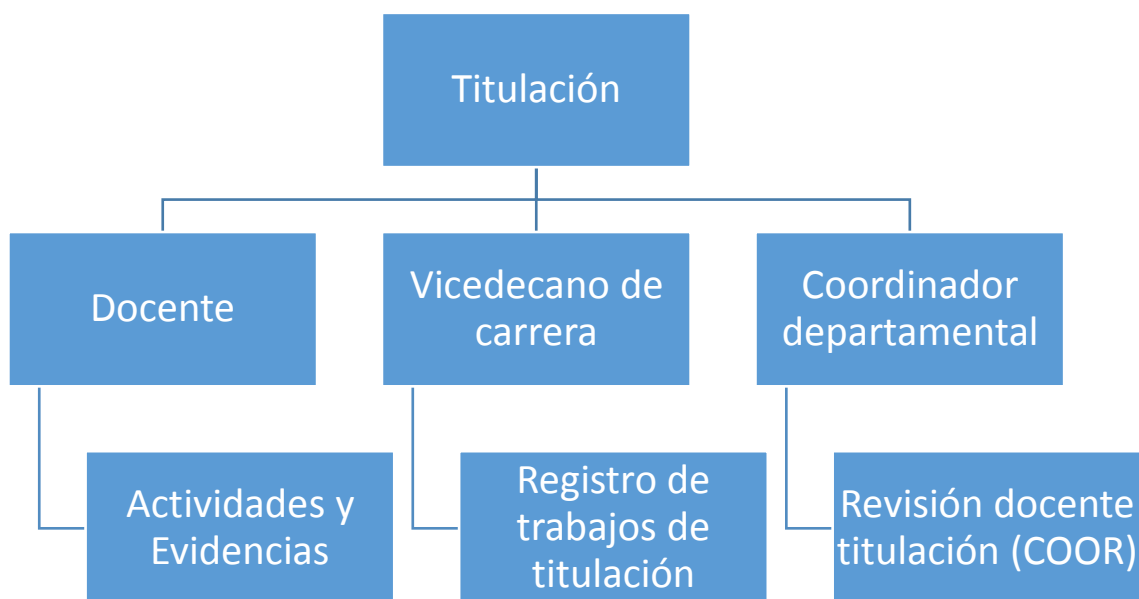 Titulación
Docente
Vicedecano de
carrera
Coordinador
departamental
Actividades y
Evidencias
Registro de
trabajos de
titulación
Revisión docente
titulación (COOR)